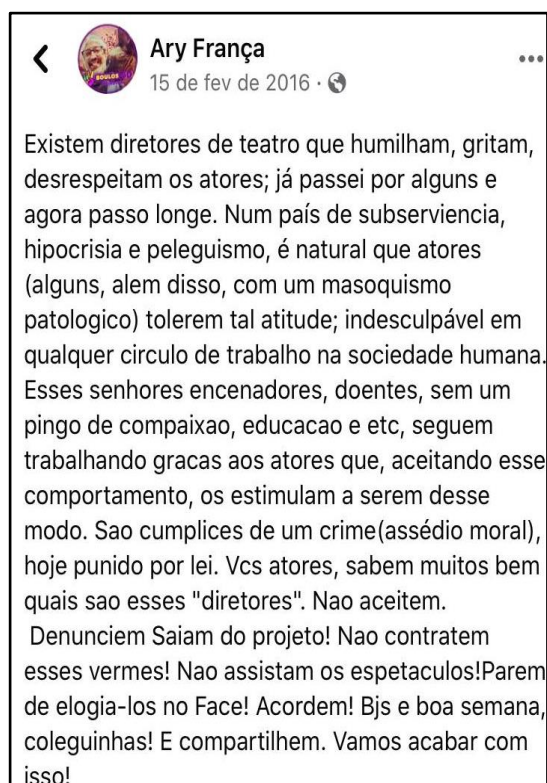 Ary França
15 de fev de 2016 ·
BOULOS
Existem diretores de teatro que humilham, gritam,
desrespeitam os atores; já passei por alguns e
agora passo longe. Num país de subserviencia,
hipocrisia e peleguismo, é natural que atores
(alguns, alem disso, com um masoquismo
patologico) tolerem tal atitude; indesculpável em
qualquer circulo de trabalho na sociedade humana.
Esses senhores encenadores, doentes, sem um
pingo de compaixao, educacao e etc, seguem
trabalhando gracas aos atores que, aceitando esse
comportamento, os estimulam a serem desse
modo. Sao cumplices de um crime(assédio moral),
hoje punido por lei. Vcs atores, sabem muitos bem
quais sao esses "diretores". Nao aceitem.
Denunciem Saiam do projeto! Nao contratem
esses vermes! Nao assistam os espetaculos!Parem
de elogia-los no Face! Acordem! Bjs e boa semana,
coleguinhas! E compartilhem. Vamos acabar com
isso!